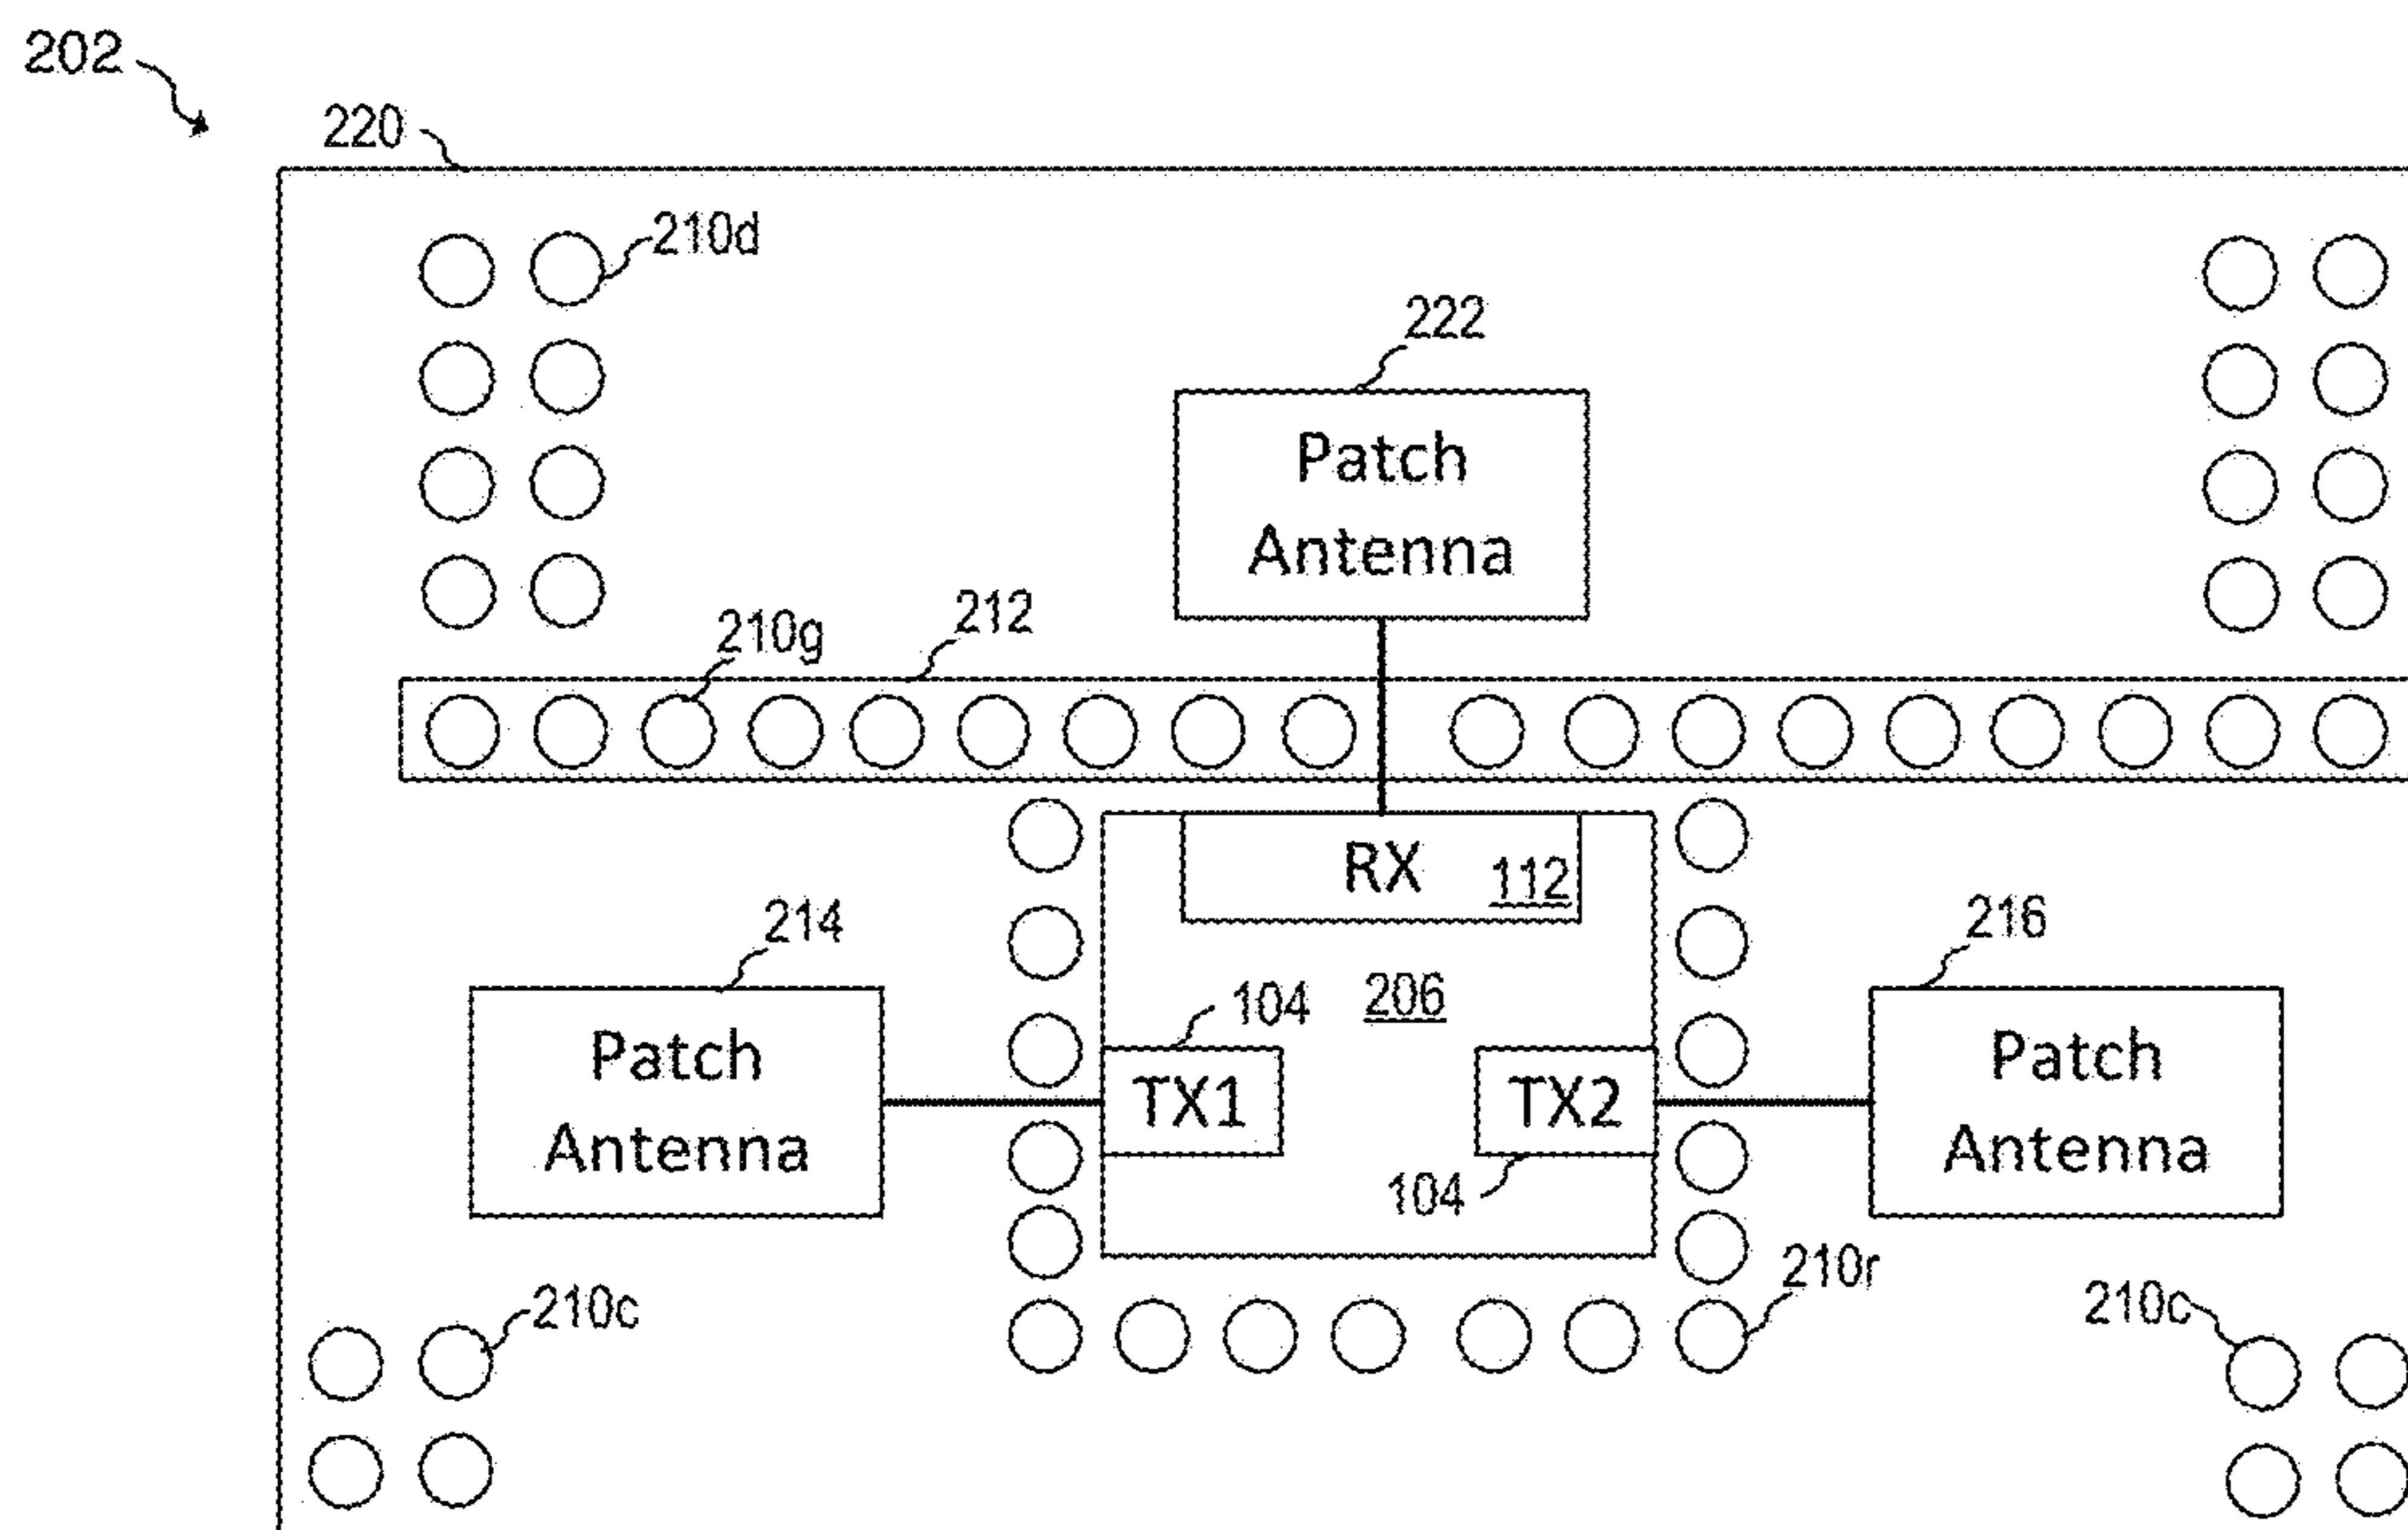 202
220
210d
222
Patch
Antenna
210g
212
RX
112
214
216
104
206
Patch
Antenna
TX1
TX2
Patch
Antenna
104
210r
210c
210c